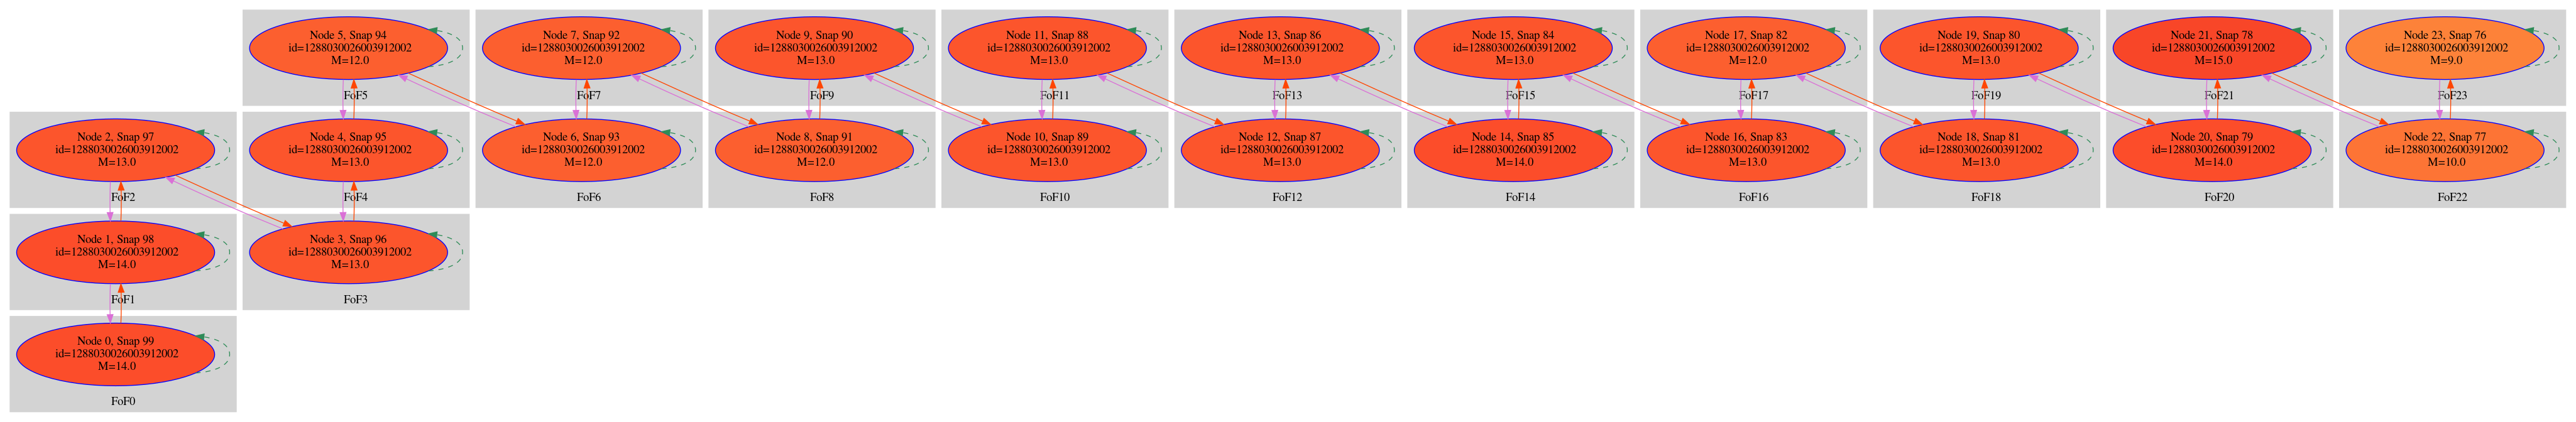 Node 5, Snap 94
id=1288030026003912002
M=12.0
FoF5
Node 7, Snap 92
id=1288030026003912002
M=12.0
FoF7
Node 9, Snap 90
id=1288030026003912002
M=13.0
FoF9
Node 11, Snap 88
id=1288030026003912002
M=13.0
FoF11
Node 13, Snap 86
id=1288030026003912002
M=13.0
FoF13
Node 15, Snap 84
id=1288030026003912002
M=13.0
FoF15
Node 17, Snap 82
id=1288030026003912002
M=12.0
FoF17
Node 19, Snap 80
id=1288030026003912002
M=13.0
FoF19
Node 21, Snap 78
id=1288030026003912002
M=15.0
FoF21
Node 23, Snap 76
id=1288030026003912002
M=9.0
FoF23
Node 2, Snap 97
id=1288030026003912002
M=13.0
FoF2
Node 4, Snap 95
id=1288030026003912002
M=13.0
FoF4
Node 6, Snap 93
id=1288030026003912002
M=12.0
FoF6
Node 8, Snap 91
id=1288030026003912002
M=12.0
FoF8
Node 10, Snap 89
id=1288030026003912002
M=13.0
FoF10
Node 12, Snap 87
id=1288030026003912002
M=13.0
FoF12
Node 14, Snap 85
id=1288030026003912002
M=14.0
FoF14
Node 16, Snap 83
id=1288030026003912002
M=13.0
FoF16
Node 18, Snap 81
id=1288030026003912002
M=13.0
FoF18
Node 20, Snap 79
id=1288030026003912002
M=14.0
FoF20
Node 22, Snap 77
id=1288030026003912002
M=10.0
FoF22
Node 1, Snap 98
id=1288030026003912002
M=14.0
FoF1
Node 3, Snap 96
id=1288030026003912002
M=13.0
FoF3
Node 0, Snap 99
id=1288030026003912002
M=14.0
FoF0